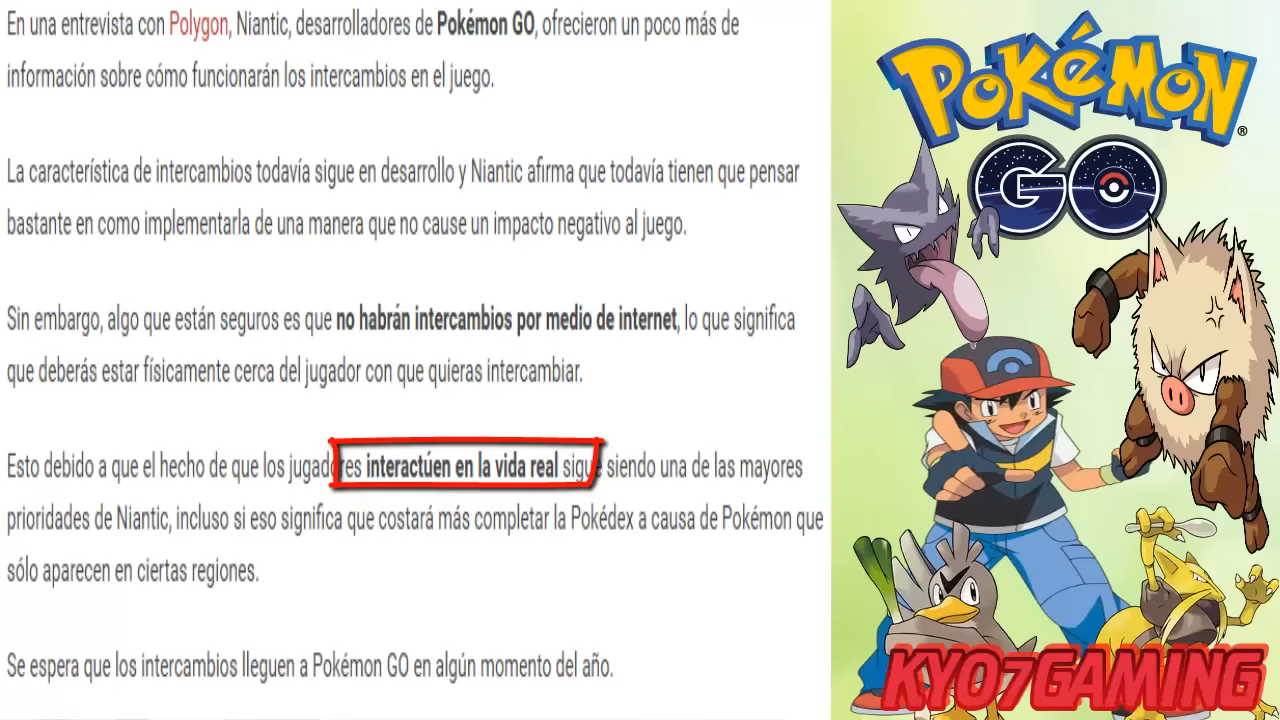 En una entrevista con Polygon, Niantic, desarrolladores de Pokémon GO, ofrecieron un poco más de
información sobre cómo funcionarán los intercambios en el juego.
La característica de intercambios todavía sigue en desarrollo y Niantic afirma que todavía tienen que pensar
bastante en como implementarla de una manera que no cause un impacto negativo al juego.
Sin embargo, algo que están seguros es que no habrán intercambios por medio de internet, lo que significa
que deberás estar físicamente cerca del jugador con que quieras intercambiar.
Esto debido a que el hecho de que los jugadores interactúen en la vida real sigue siendo una de las mayores
prioridades de Niantic, incluso si eso significa que costará más completar la Pokédex a causa de Pokémon que
sólo aparecen en ciertas regiones.
Se espera que los intercambios lleguen a Pokémon GO en algún momento del año.
POKéMON®
GO
KYO7GAMING